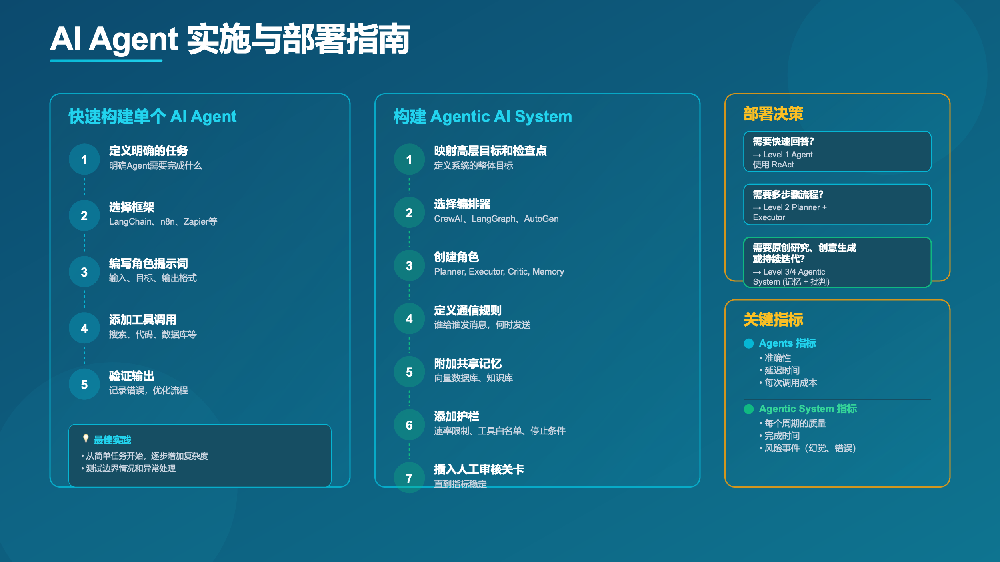 AI Agent 实施与部署指南
快速构建单个 AI Agent
1
定义明确的任务
明确Agent需要完成什么
2
选择框架
LangChain、n8n、Zapier等
3
编写角色提示词
输入、目标、输出格式
4
添加工具调用
搜索、代码、数据库等
5
验证输出
记录错误，优化流程
💡 最佳实践
• 从简单任务开始，逐步增加复杂度
• 测试边界情况和异常处理
构建 Agentic AI System
1
映射高层目标和检查点
定义系统的整体目标
2
选择编排器
CrewAI、LangGraph、AutoGen
3
创建角色
Planner, Executor, Critic, Memory
4
定义通信规则
谁给谁发消息，何时发送
5
附加共享记忆
向量数据库、知识库
6
添加护栏
速率限制、工具白名单、停止条件
7
插入人工审核关卡
直到指标稳定
部署决策
需要快速回答？
→ Level 1 Agent
使用 ReAct
需要多步骤流程？
→ Level 2 Planner +
Executor
需要原创研究、创意生成
或持续迭代？
→ Level 3/4 Agentic
System (记忆 + 批判)
关键指标
Agents 指标
• 准确性
• 延迟时间
• 每次调用成本
Agentic System 指标
• 每个周期的质量
• 完成时间
• 风险事件（幻觉、错误）